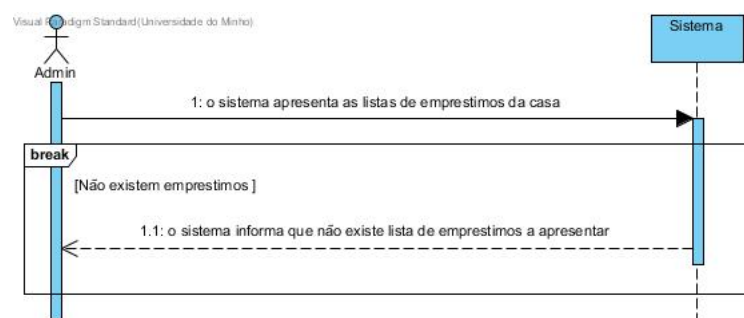 Visual Paradigm Standard(Universidade do Minho)
Sistema
Admin
1: o sistema apresenta as listas de emprestimos da casa
break
[Não existem emprestimos ]
1.1: o sistema informa que não existe lista de emprestimos a apresentar